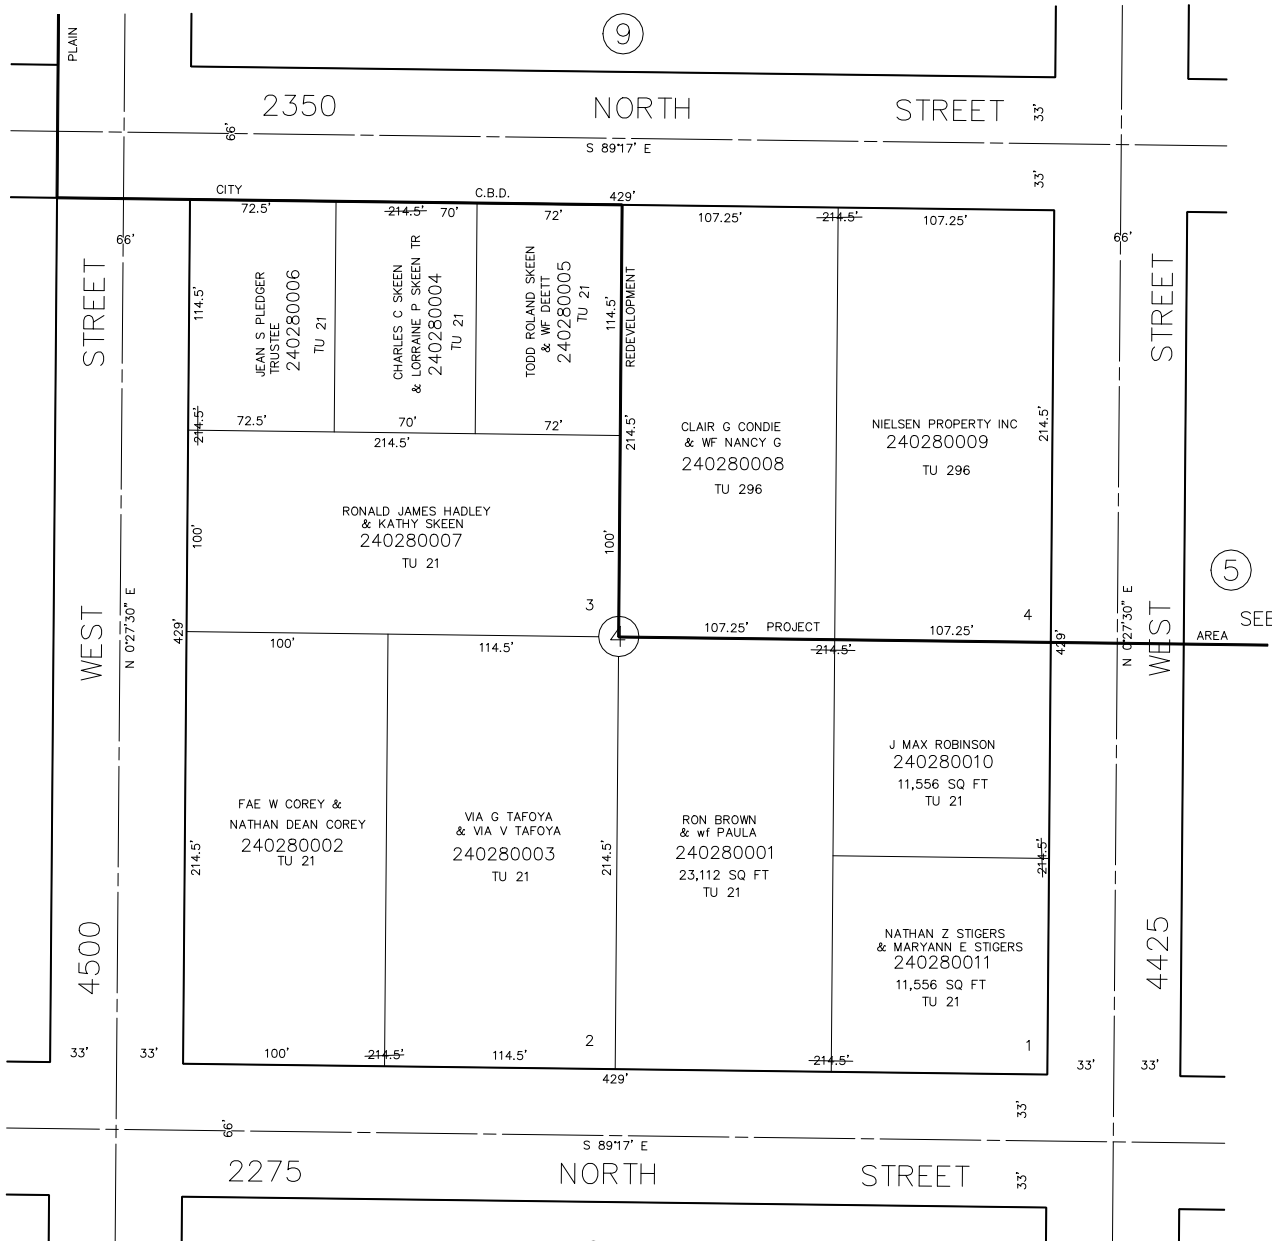 PLAIN
9
2350 NORTH STREET
33'
66'
S 89°17' E
33'
CITY
C.B.D.
429'
72.5'
214.5'
70'
72'
107.25'
214.5'
107.25'
66'
66'
STREET
WEST
4500
N 0°27'30" E
114.5'
JEAN S PLEDGER
TRUSTEE
240280006
TU 21
CHARLES C SKEEN
& LORRAINE P SKEEN TR
240280004
TU 21
TODD ROLAND SKEEN
& WF DEETT
240280005
TU 21
114.5'
REDEVELOPMENT
214.5'
72.5'
70'
72'
214.5'
214.5'
CLAIR G CONDIE
& WF NANCY G
240280008
TU 296
NIELSEN PROPERTY INC
240280009
TU 296
214.5'
RONALD JAMES HADLEY
& KATHY SKEEN
240280007
TU 21
100'
100'
STREET
WEST
4425
N 0°27'30" E
5
SEE
AREA
3
4
4
429'
100'
114.5'
107.25'
PROJECT
214.5'
107.25'
429'
J MAX ROBINSON
240280010
11,556 SQ FT
TU 21
FAE W COREY &
NATHAN DEAN COREY
240280002
TU 21
214.5'
VIA G TAFOYA
& VIA V TAFOYA
240280003
TU 21
214.5'
RON BROWN
& wf PAULA
240280001
23,112 SQ FT
TU 21
214.5'
NATHAN Z STIGERS
& MARYANN E STIGERS
240280011
11,556 SQ FT
TU 21
2
1
33'
33'
100'
214.5'
114.5'
429'
214.5'
33'
33'
33'
66'
S 89°17' E
2275 NORTH STREET
33'